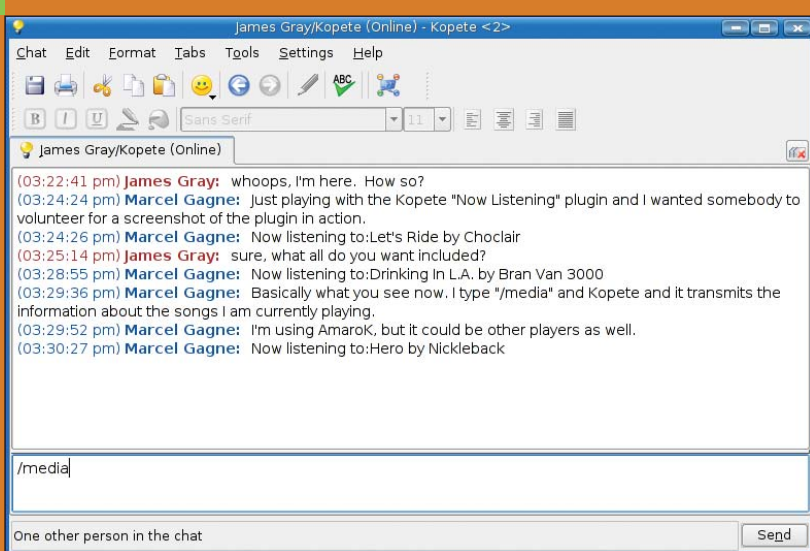 James Gray/Kopete (Online) - Kopete <2>
Chat Edit Format Tabs Tools Settings Help
ABC
B I U Sans Serif 11
James Gray/Kopete (Online)
(03:22:41 pm) James Gray: whoops, I'm here. How so?
(03:24:24 pm) Marcel Gagne: Just playing with the Kopete "Now Listening" plugin and I wanted somebody to
volunteer for a screenshot of the plugin in action.
(03:24:26 pm) Marcel Gagne: Now listening to:Let's Ride by Choclair
(03:25:14 pm) James Gray: sure, what all do you want included?
(03:28:55 pm) Marcel Gagne: Now listening to:Drinking In L.A. by Bran Van 3000
(03:29:36 pm) Marcel Gagne: Basically what you see now. I type "/media" and Kopete and it transmits the
information about the songs I am currently playing.
(03:29:52 pm) Marcel Gagne: I'm using AmaroK, but it could be other players as well.
(03:30:27 pm) Marcel Gagne: Now listening to:Hero by Nickleback
/media
One other person in the chat
Send